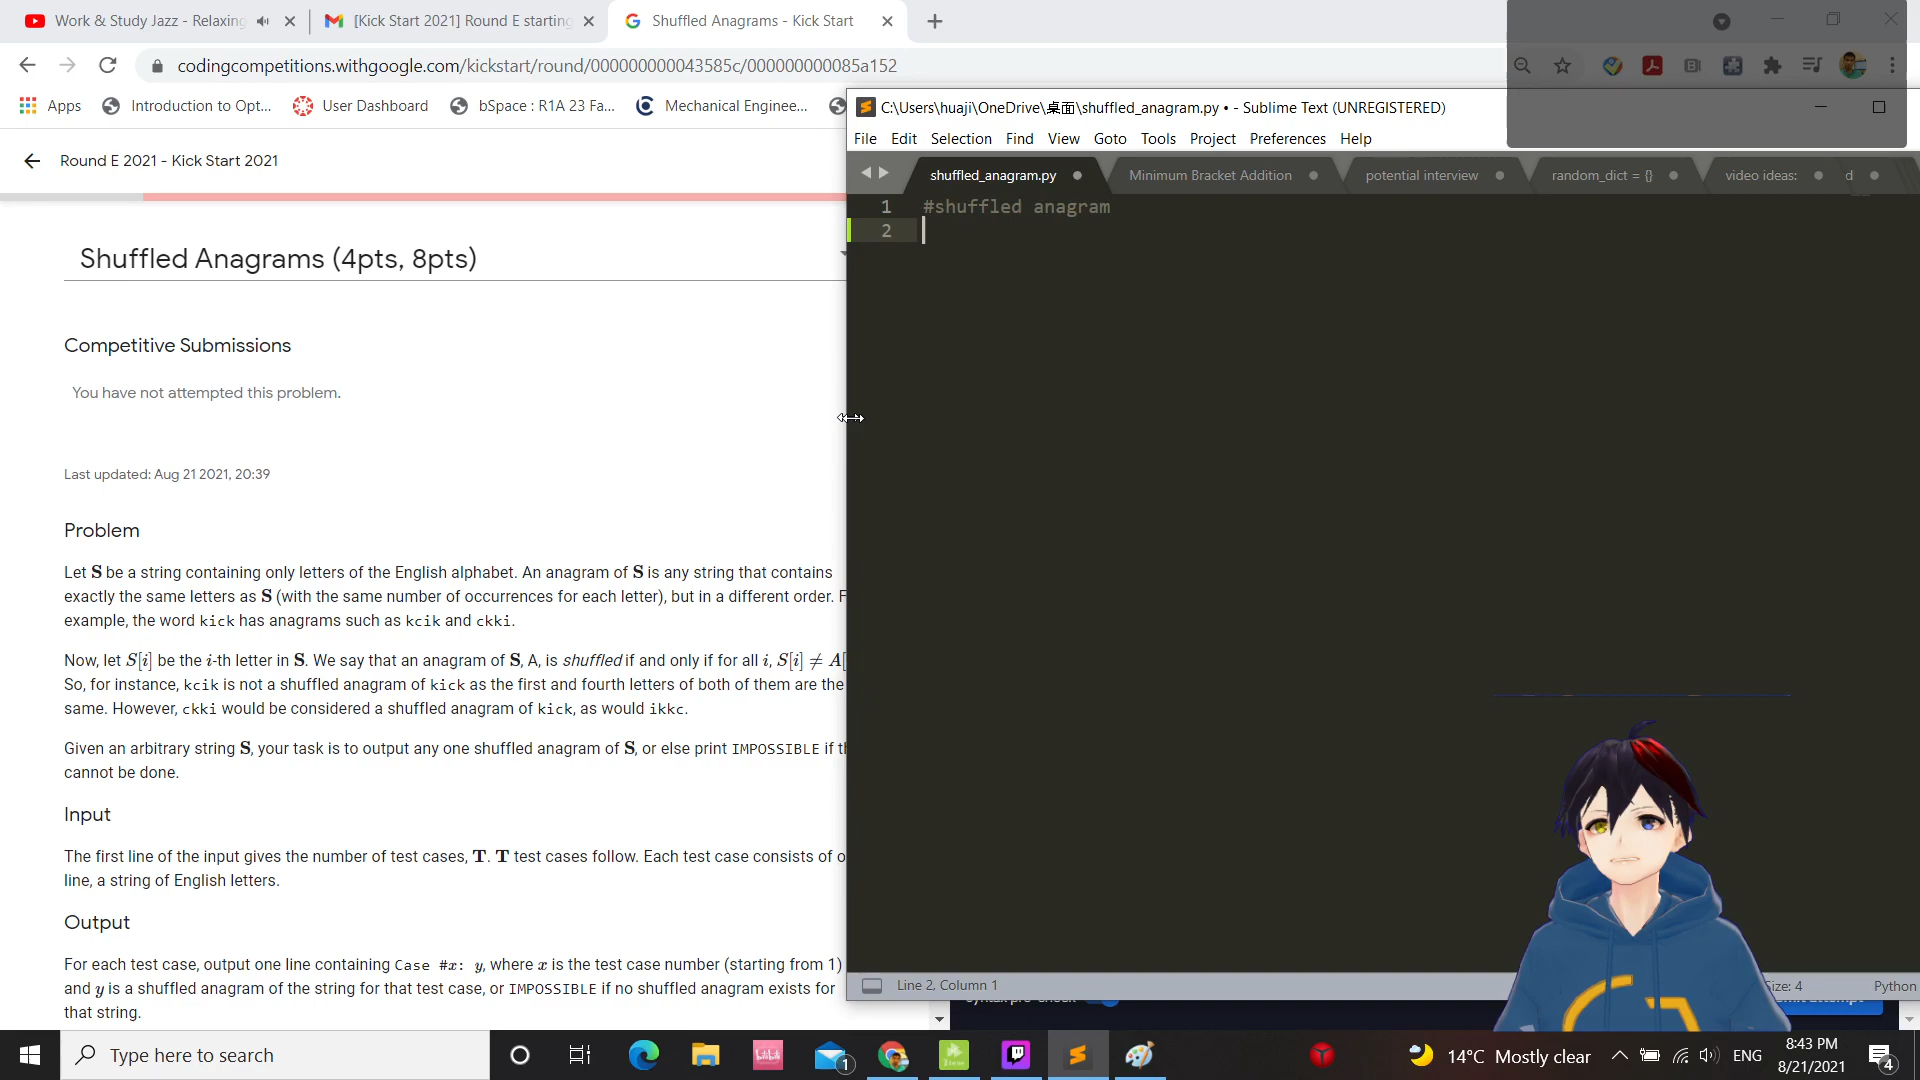 Work & Study Jazz - Relaxing
[Kick Start 2021] Round E starting
Shuffled Anagrams - Kick Start
codingcompetitions.withgoogle.com/kickstart/round/000000000043585c/000000000085a152
Apps
Introduction to Opt...
User Dashboard
bSpace : R1A 23 Fa...
Mechanical Enginee...
C:\Users\huaji\OneDrive\桌面\shuffled_anagram.py • - Sublime Text (UNREGISTERED)
File Edit Selection Find View Goto Tools Project Preferences Help
Round E 2021 - Kick Start 2021
shuffled_anagram.py
Minimum Bracket Addition
potential interview
random_dict = {}
video ideas:
d
1 #shuffled anagram
2
Shuffled Anagrams (4pts, 8pts)
Competitive Submissions
You have not attempted this problem.
Last updated: Aug 21 2021, 20:39
Problem
Let S be a string containing only letters of the English alphabet. An anagram of S is any string that contains
exactly the same letters as S (with the same number of occurrences for each letter), but in a different order. F
example, the word kick has anagrams such as kcik and ckki.
Now, let S[i] be the i-th letter in S. We say that an anagram of S, A, is shuffled if and only if for all i, S[i] ≠ A[
So, for instance, kcik is not a shuffled anagram of kick as the first and fourth letters of both of them are the
same. However, ckki would be considered a shuffled anagram of kick, as would ikkc.
Given an arbitrary string S, your task is to output any one shuffled anagram of S, or else print IMPOSSIBLE if th
cannot be done.
Input
The first line of the input gives the number of test cases, T. T test cases follow. Each test case consists of o
line, a string of English letters.
Output
For each test case, output one line containing Case #x: y, where x is the test case number (starting from 1)
and y is a shuffled anagram of the string for that test case, or IMPOSSIBLE if no shuffled anagram exists for
that string.
Line 2, Column 1
Size: 4
Python
Type here to search
1
14°C Mostly clear
ENG
8:43 PM
8/21/2021
4